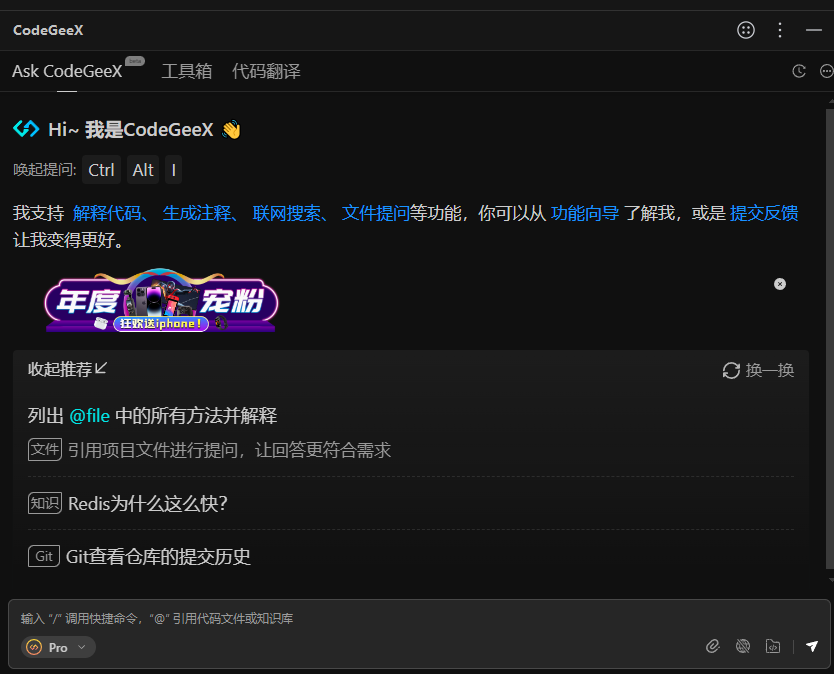 CodeGeeX
Ask CodeGeeX beta 工具箱 代码翻译
Hi~ 我是CodeGeeX 👋
唤起提问: Ctrl Alt I
我支持 解释代码、 生成注释、 联网搜索、 文件提问等功能，你可以从 功能向导 了解我，或是 提交反馈
让我变得更好。
年度宠粉
狂欢送iphone!
收起推荐 换一换
列出 @file 中的所有方法并解释
文件 引用项目文件进行提问，让回答更符合需求
知识 Redis为什么这么快?
Git Git查看仓库的提交历史
输入 “/” 调用快捷命令，“@” 引用代码文件或知识库
Pro